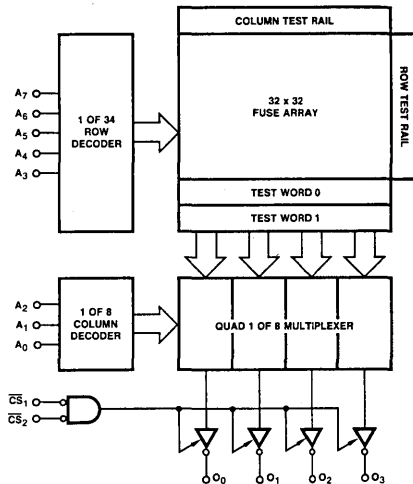 COLUMN TEST RAIL
32 x 32
FUSE ARRAY
ROW TEST RAIL
A7
A6
A5
A4
A3
1 OF 34
ROW
DECODER
TEST WORD 0
TEST WORD 1
A2
A1
A0
1 OF 8
COLUMN
DECODER
QUAD 1 OF 8 MULTIPLEXER
C̅S̅1
C̅S̅2
O0
O1
O2
O3